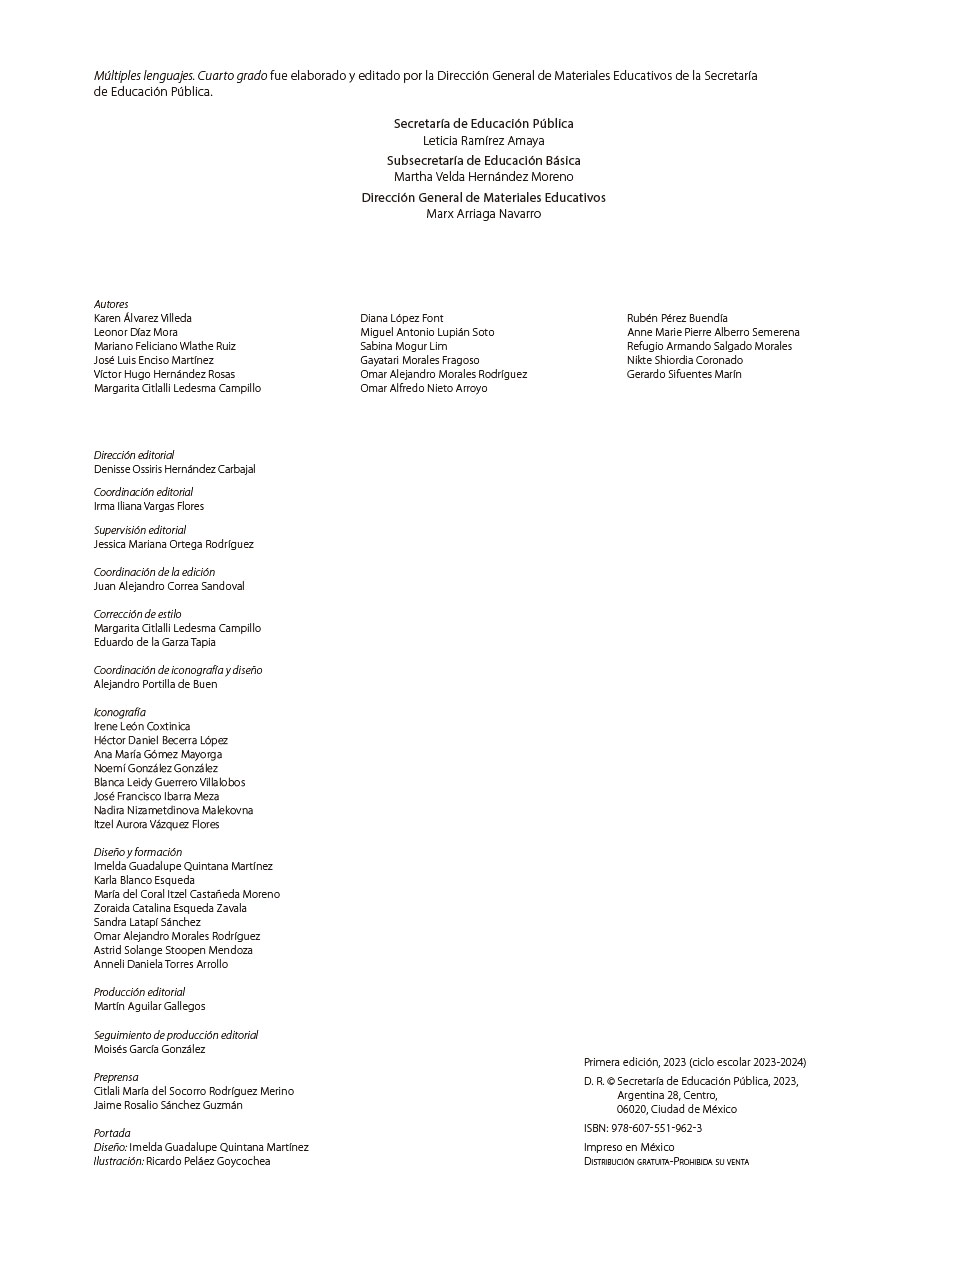 Múltiples lenguajes. Cuarto grado fue elaborado y editado por la Dirección General de Materiales Educativos de la Secretaría
de Educación Pública.
Secretaría de Educación Pública
Leticia Ramírez Amaya
Subsecretaría de Educación Básica
Martha Velda Hernández Moreno
Dirección General de Materiales Educativos
Marx Arriaga Navarro
Autores
Karen Álvarez Villeda
Leonor Díaz Mora
Mariano Feliciano Wlathe Ruiz
José Luis Enciso Martínez
Víctor Hugo Hernández Rosas
Margarita Citlalli Ledesma Campillo
Diana López Font
Miguel Antonio Lupián Soto
Sabina Mogur Lim
Gayatari Morales Fragoso
Omar Alejandro Morales Rodríguez
Omar Alfredo Nieto Arroyo
Rubén Pérez Buendía
Anne Marie Pierre Alberro Semerena
Refugio Armando Salgado Morales
Nikte Shiordia Coronado
Gerardo Sifuentes Marín
Dirección editorial
Denisse Ossiris Hernández Carbajal
Coordinación editorial
Irma Iliana Vargas Flores
Supervisión editorial
Jessica Mariana Ortega Rodríguez
Coordinación de la edición
Juan Alejandro Correa Sandoval
Corrección de estilo
Margarita Citlalli Ledesma Campillo
Eduardo de la Garza Tapia
Coordinación de iconografía y diseño
Alejandro Portilla de Buen
Iconografía
Irene León Coxtinica
Héctor Daniel Becerra López
Ana María Gómez Mayorga
Noemí González González
Blanca Leidy Guerrero Villalobos
José Francisco Ibarra Meza
Nadira Nizametdinova Malekovna
Itzel Aurora Vázquez Flores
Diseño y formación
Imelda Guadalupe Quintana Martínez
Karla Blanco Esqueda
María del Coral Itzel Castañeda Moreno
Zoraida Catalina Esqueda Zavala
Sandra Latapí Sánchez
Omar Alejandro Morales Rodríguez
Astrid Solange Stoopen Mendoza
Anneli Daniela Torres Arrollo
Producción editorial
Martín Aguilar Gallegos
Seguimiento de producción editorial
Moisés García González
Preprensa
Citlali María del Socorro Rodríguez Merino
Jaime Rosalio Sánchez Guzmán
Portada
Diseño: Imelda Guadalupe Quintana Martínez
Ilustración: Ricardo Peláez Goycochea
Primera edición, 2023 (ciclo escolar 2023-2024)
D. R. © Secretaría de Educación Pública, 2023,
Argentina 28, Centro,
06020, Ciudad de México
ISBN: 978-607-551-962-3
Impreso en México
Distribución gratuita-Prohibida su venta